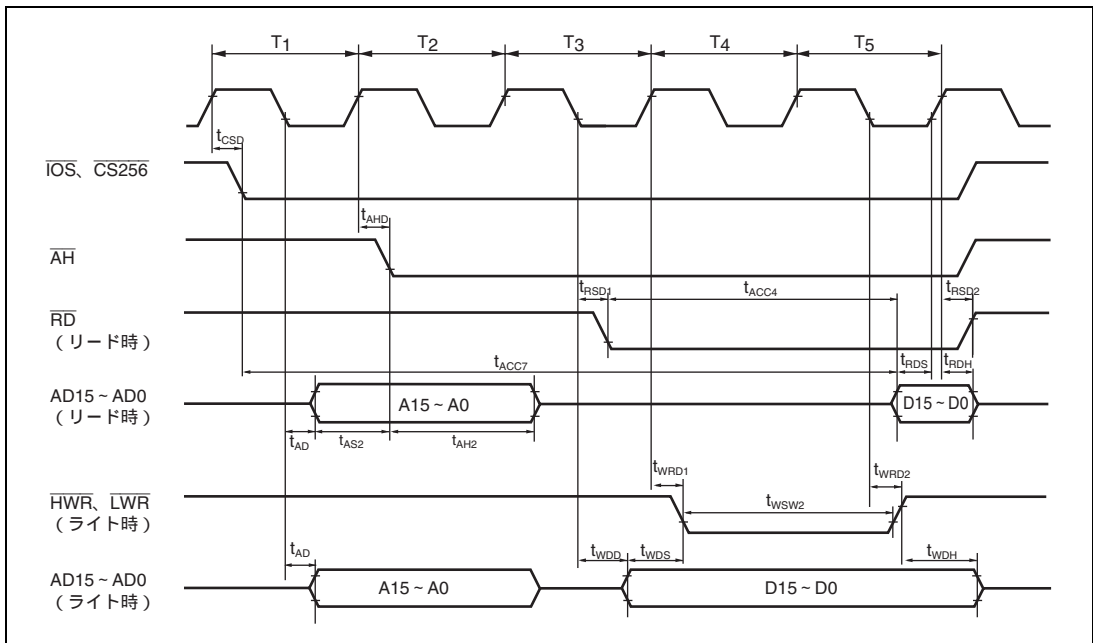 T1 T2 T3 T4 T5
tCSD
IOS、CS256
tAHD
AH
tRSD1 tACC4 tRSD2
RD
(リード時)
tACC7 tRDS tRDH
AD15~AD0
(リード時)
A15~A0 D15~D0
tAD tAS2 tAH2
tWRD1 tWRD2
HWR、LWR
(ライト時)
tWSW2
tAD tWDD tWDS tWDH
AD15~AD0
(ライト時)
A15~A0 D15~D0